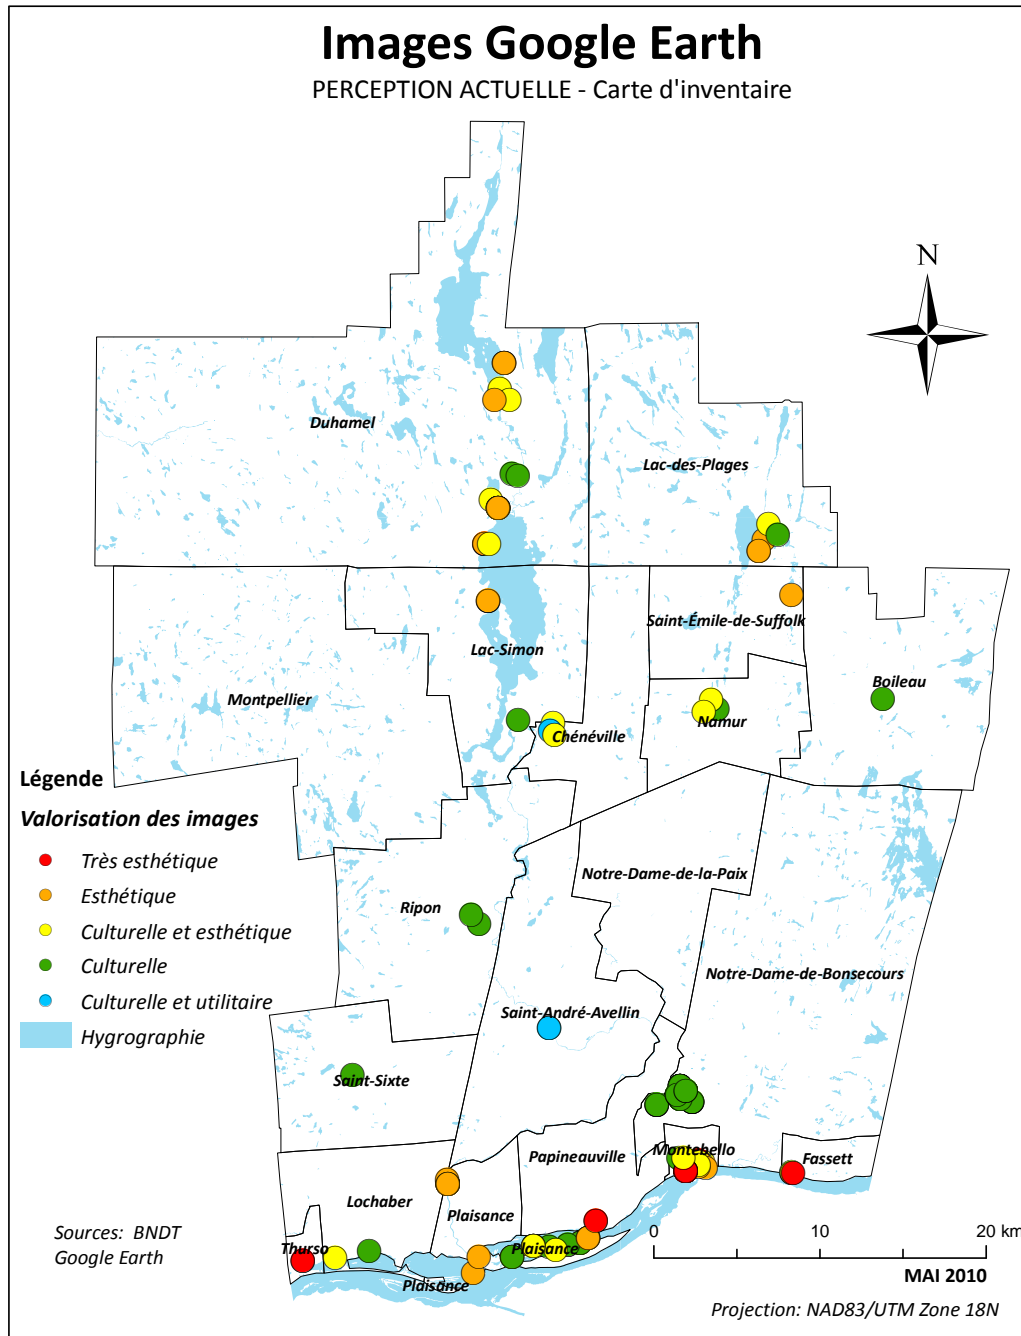 Images Google Earth
PERCEPTION ACTUELLE - Carte d'inventaire
N
Duhamel
Lac-des-Plages
Saint-Émile-de-Suffolk
Lac-Simon
Boileau
Montpellier
Namur
Chénéville
Légende
Valorisation des images
Très esthétique
Esthétique
Culturelle et esthétique
Culturelle
Culturelle et utilitaire
Hygrographie
Notre-Dame-de-la-Paix
Ripon
Notre-Dame-de-Bonsecours
Saint-André-Avellin
Saint-Sixte
Montebello
Papineauville
Fassett
Lochaber
Plaisance
Thurso
Plaisance
Plaisance
Sources: BNDT
Google Earth
0 10 20 km
MAI 2010
Projection: NAD83/UTM Zone 18N